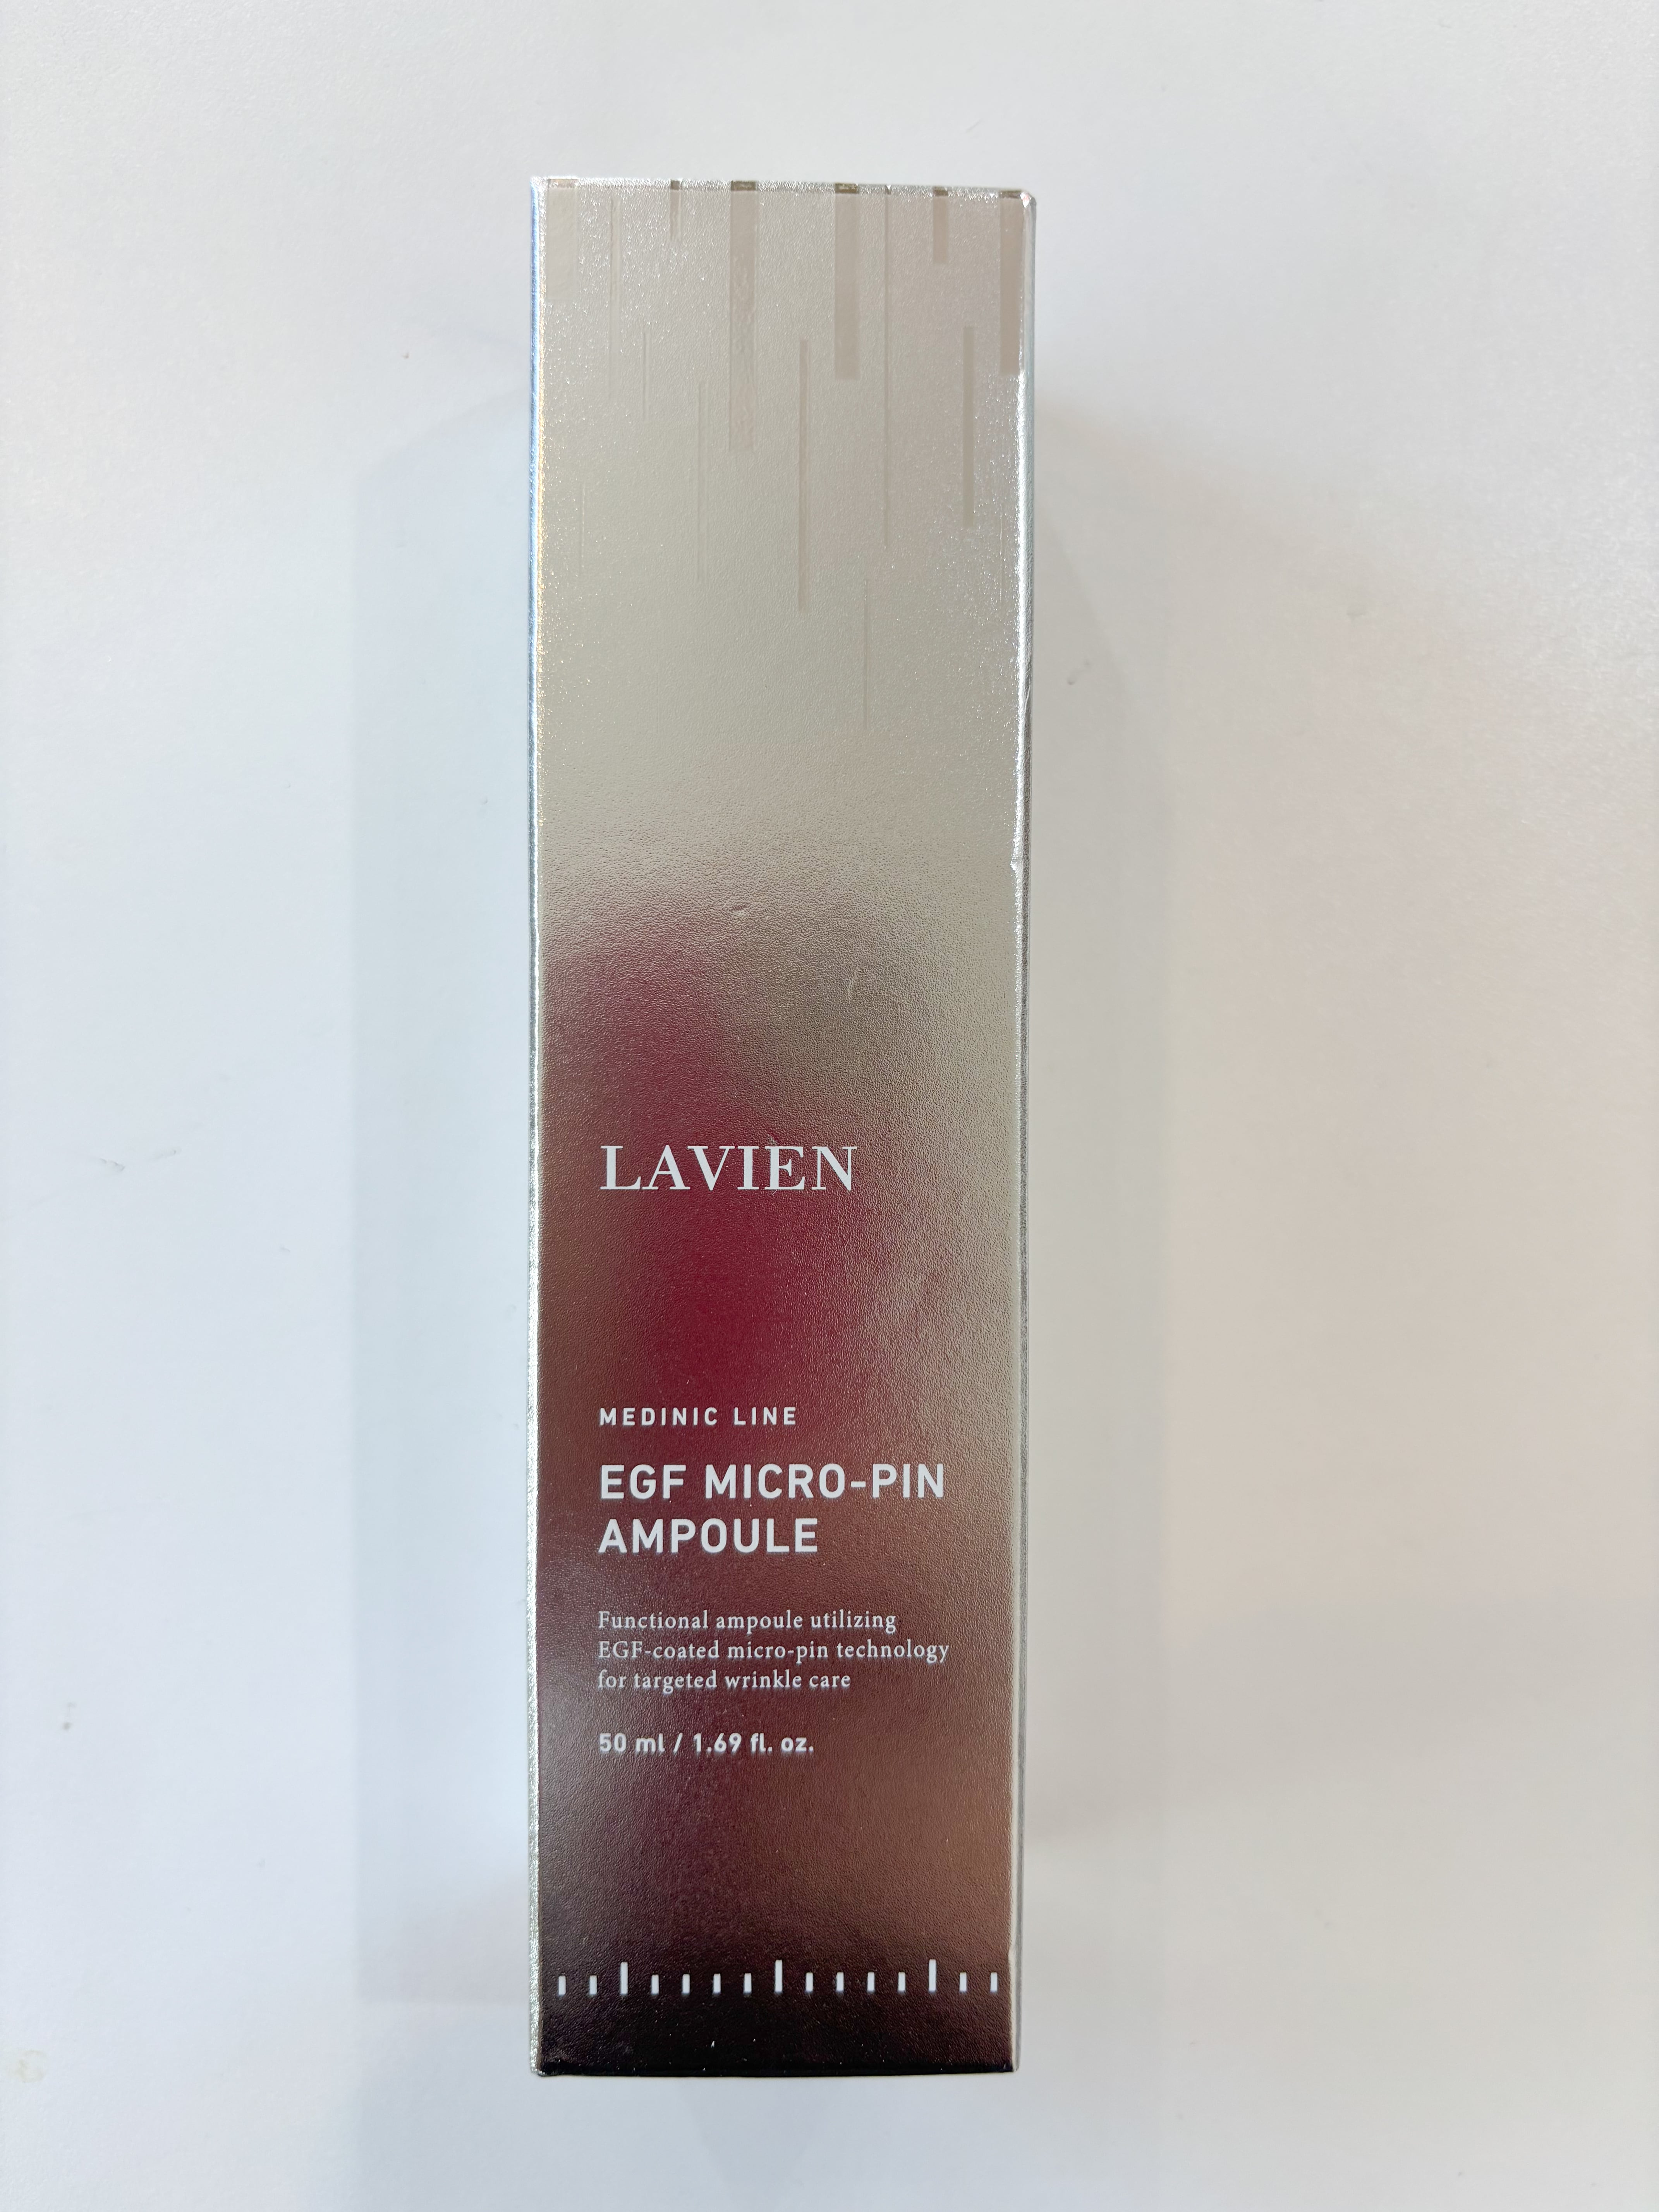 LAVIEN
MEDINIC LINE
EGF MICRO-PIN
AMPOULE
Functional ampoule utilizing
EGF-coated micro-pin technology
for targeted wrinkle care
50 ml / 1.69 fl. oz.